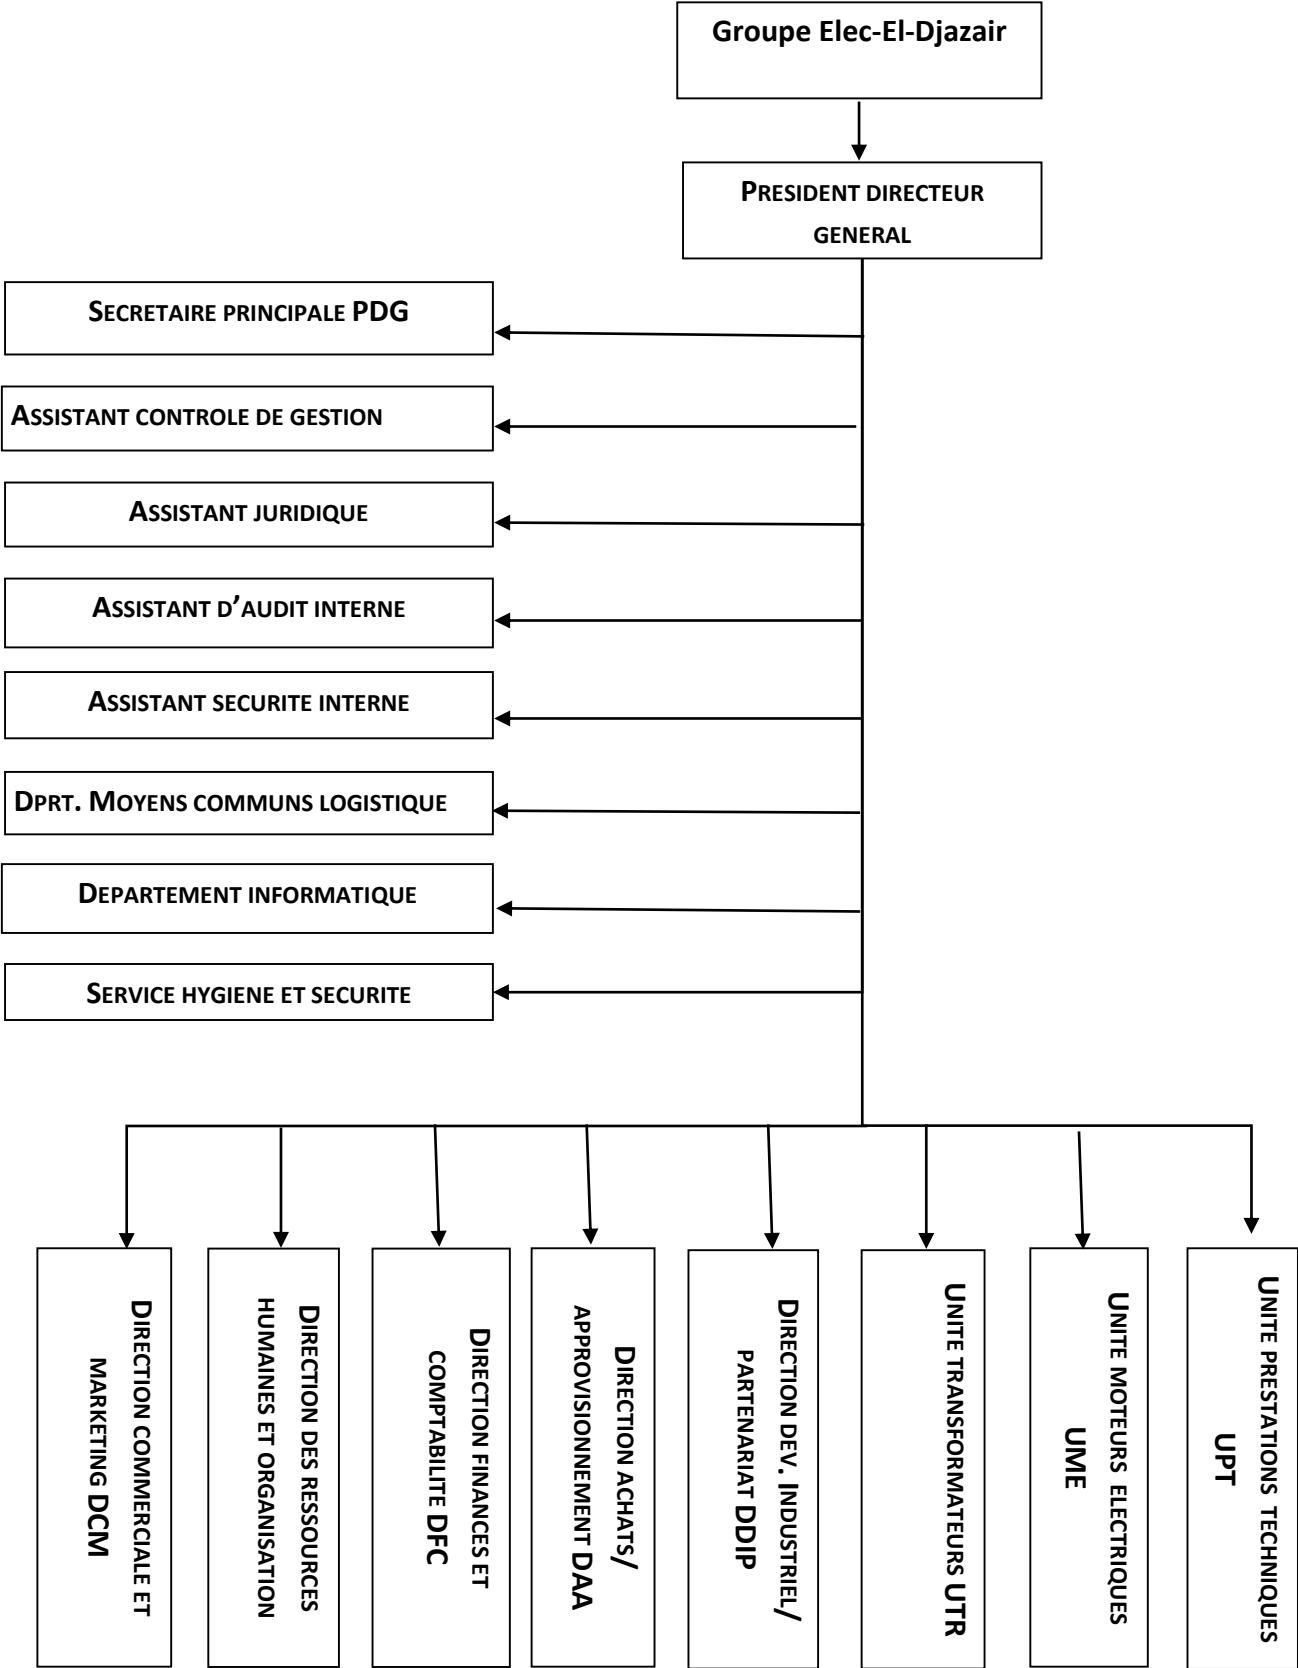 Groupe Elec-El-Djazair
PRESIDENT DIRECTEUR
GENERAL
SECRETAIRE PRINCIPALE PDG
ASSISTANT CONTROLE DE GESTION
ASSISTANT JURIDIQUE
ASSISTANT D'AUDIT INTERNE
ASSISTANT SECURITE INTERNE
DPRT. MOYENS COMMUNS LOGISTIQUE
DEPARTEMENT INFORMATIQUE
SERVICE HYGIENE ET SECURITE
DIRECTION COMMERCIALE ET
MARKETING DCM
DIRECTION DES RESSOURCES
HUMAINES ET ORGANISATION
DIRECTION FINANCES ET
COMPTABILITE DFC
DIRECTION ACHATS/
APPROVISIONNEMENT DAA
DIRECTION DEV. INDUSTRIEL/
PARTENARIAT DDIP
UNITE TRANSFORMATEURS UTR
UNITE MOTEURS ELECTRIQUES
UME
UNITE PRESTATIONS TECHNIQUES
UPT